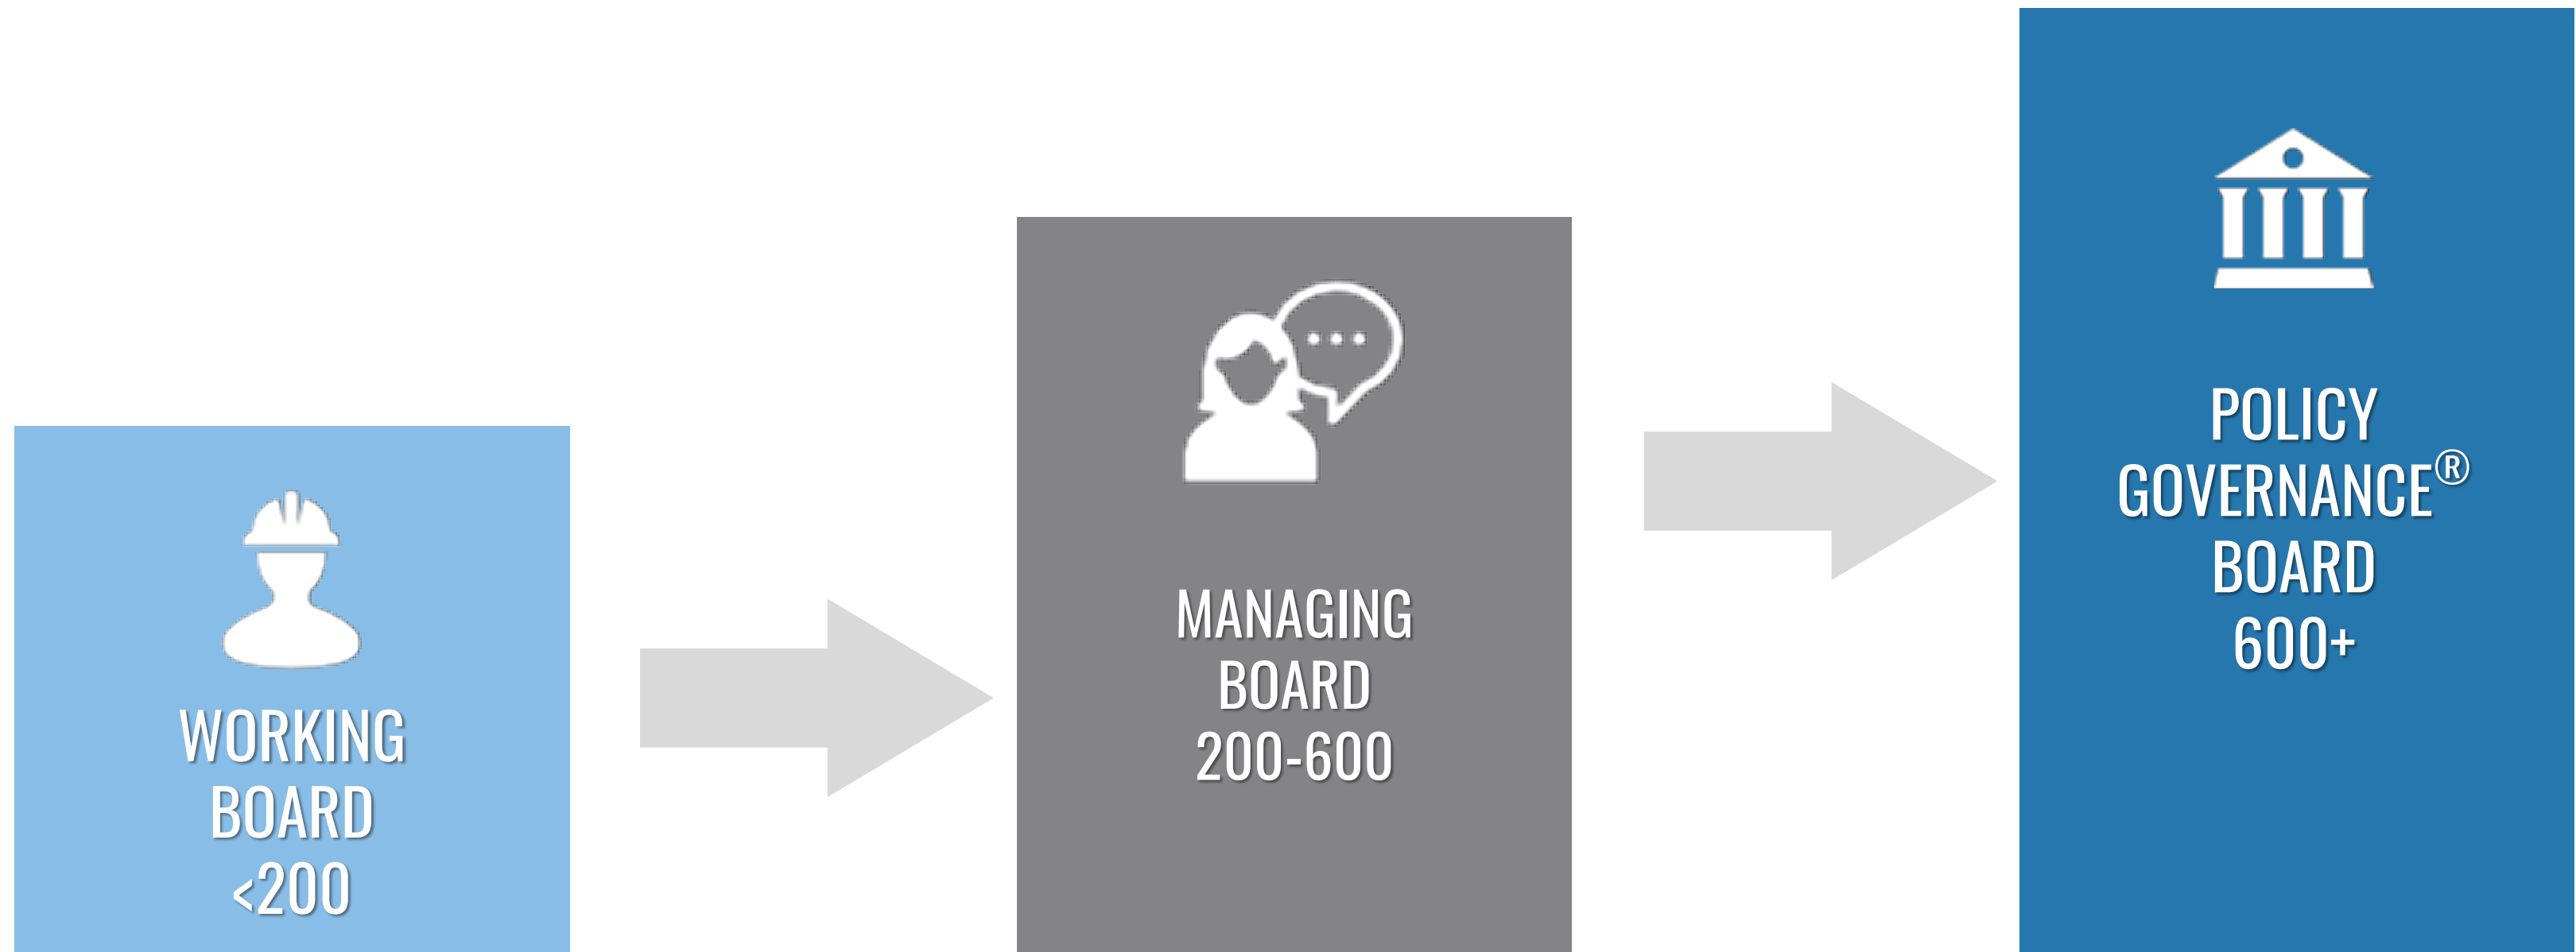 WORKING
BOARD
<200
MANAGING
BOARD
200-600
POLICY
GOVERNANCE®
BOARD
600+